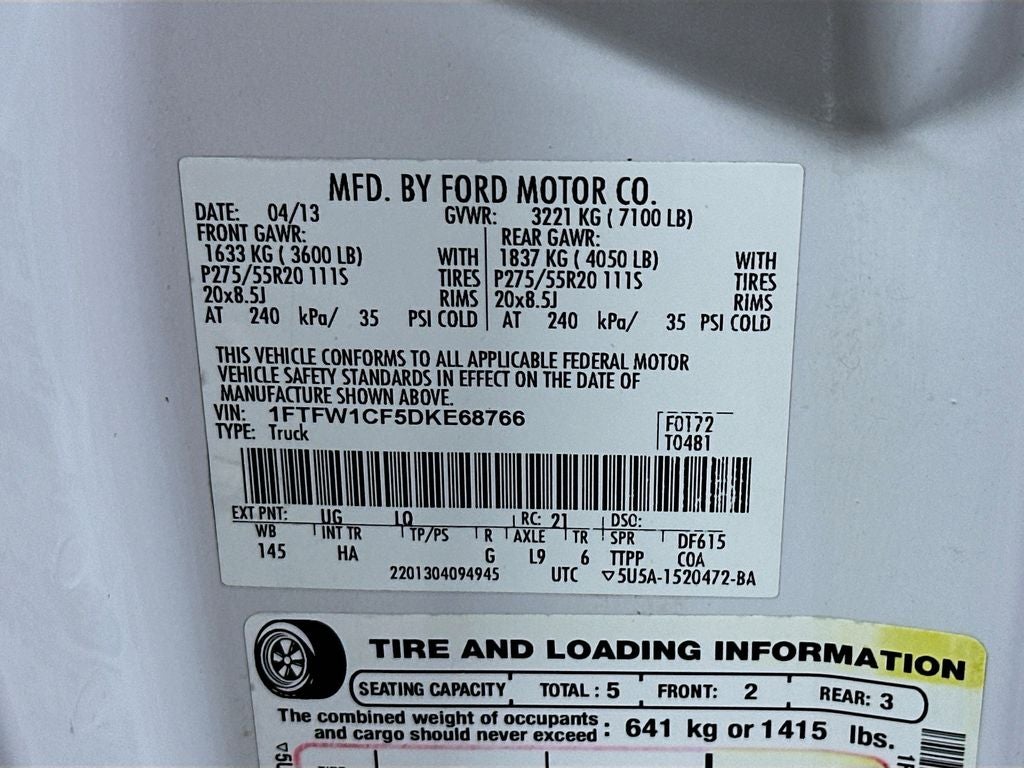 MFD. BY FORD MOTOR CO.
DATE: 04/13 GVWR: 3221 KG ( 7100 LB)
FRONT GAWR: REAR GAWR:
1633 KG ( 3600 LB) WITH 1837 KG ( 4050 LB) WITH
P275/55R20 111S TIRES P275/55R20 111S TIRES
20x8.5J RIMS 20x8.5J RIMS
AT 240 kPa/ 35 PSI COLD AT 240 kPa/ 35 PSI COLD
THIS VEHICLE CONFORMS TO ALL APPLICABLE FEDERAL MOTOR
VEHICLE SAFETY STANDARDS IN EFFECT ON THE DATE OF
MANUFACTURE SHOWN ABOVE.
VIN: 1FTFW1CF5DKE68766 F0172
TYPE: Truck T0481
EXT PNT: UG LQ RC: 21 DSO:
WB INT TR TP/PS R AXLE TR SPR DF615
145 HA G L9 6 TTPP COA
2201304094945 UTC ▽5U5A-1520472-BA
TIRE AND LOADING INFORMATION
SEATING CAPACITY TOTAL : 5 FRONT: 2 REAR: 3
The combined weight of occupants
and cargo should never exceed : 641 kg or 1415 lbs.